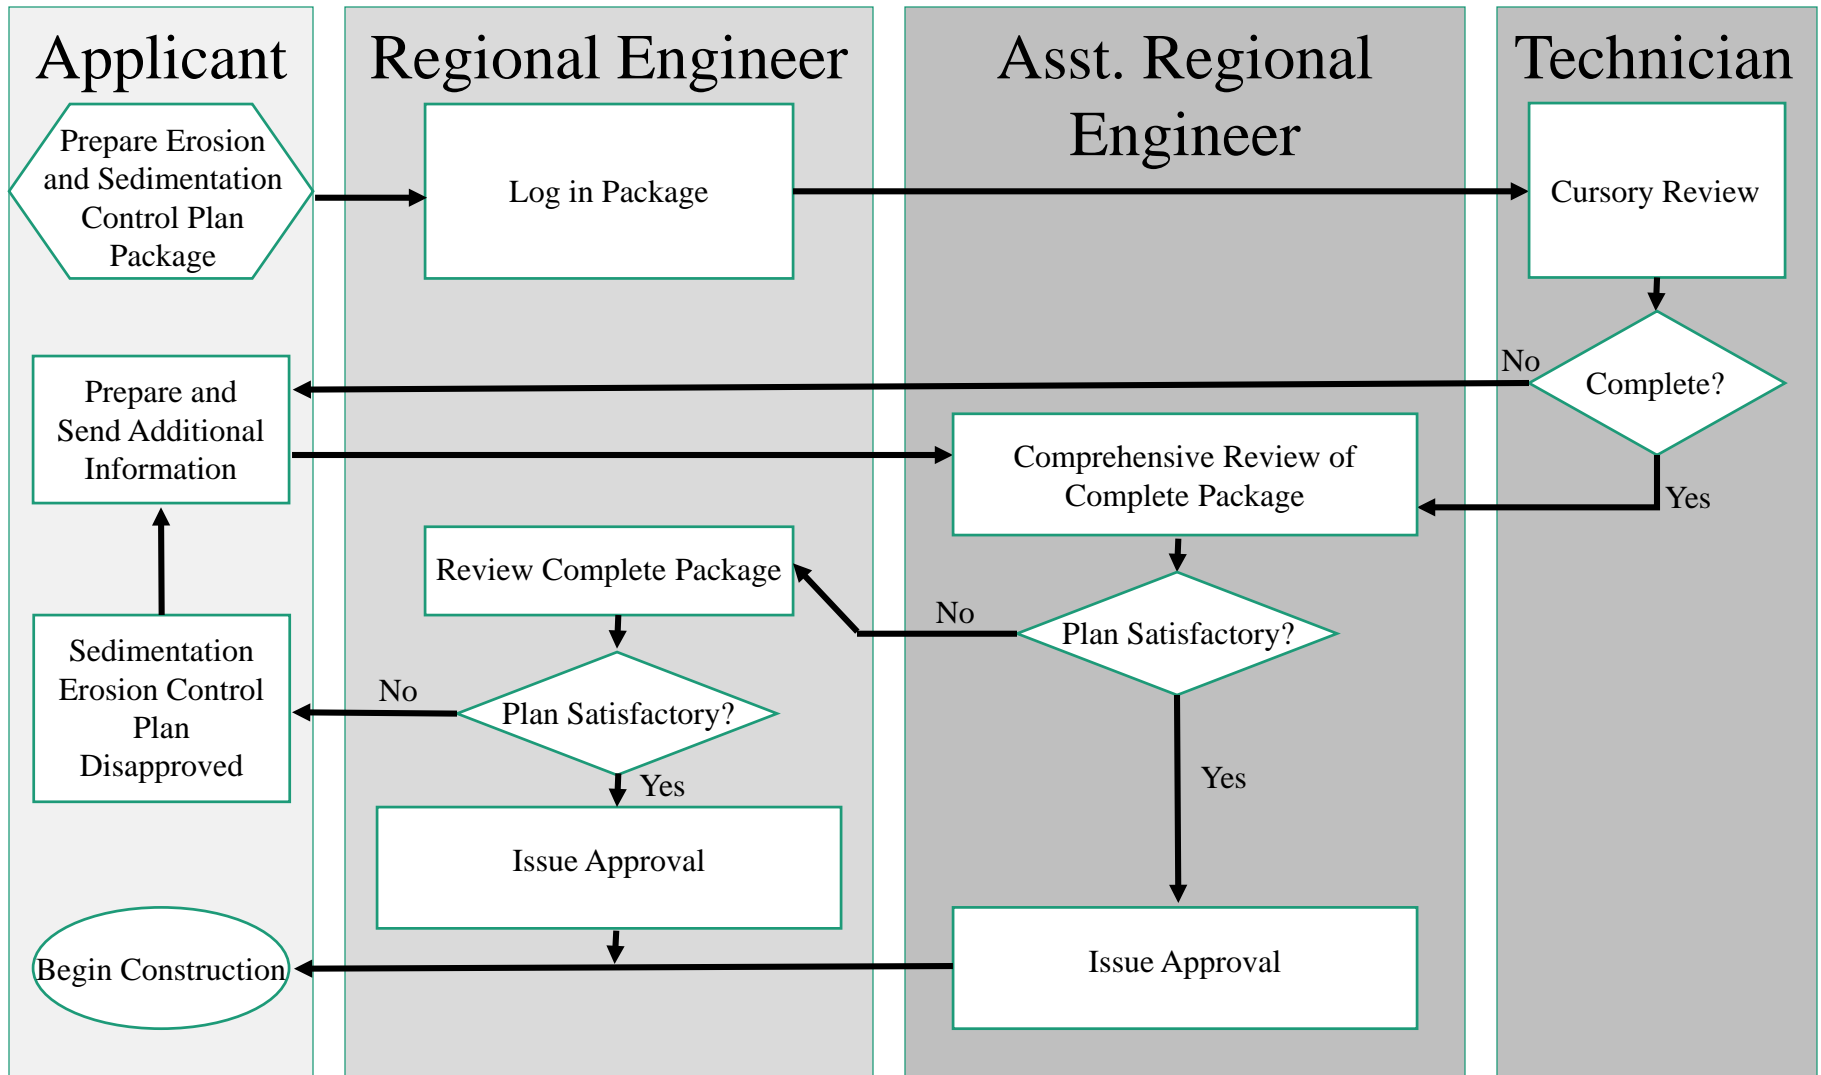 Applicant
Regional Engineer
Asst. Regional
Engineer
Technician
Prepare Erosion
and Sedimentation
Control Plan
Package
Log in Package
Cursory Review
Complete?
No
Yes
Prepare and
Send Additional
Information
Comprehensive Review of
Complete Package
Review Complete Package
No
Plan Satisfactory?
Sedimentation
Erosion Control
Plan
Disapproved
No
Plan Satisfactory?
Yes
Yes
Issue Approval
Begin Construction
Issue Approval